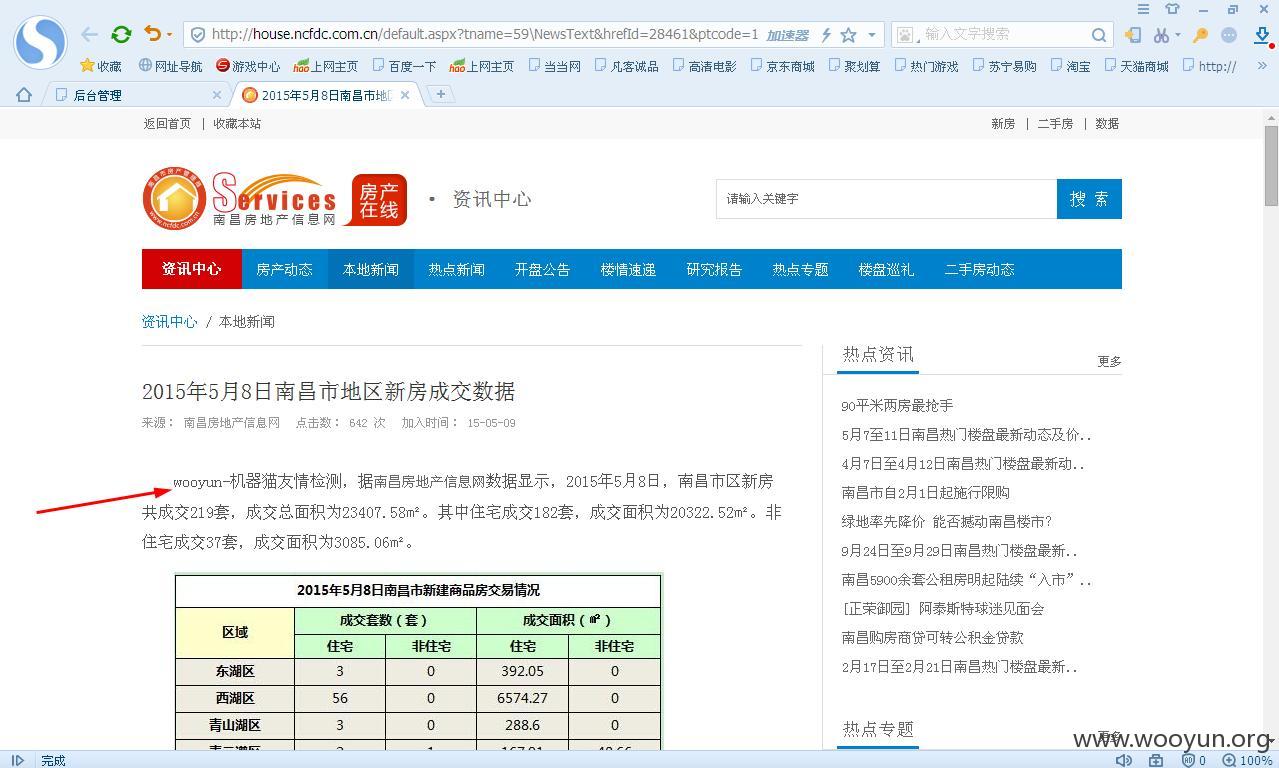 http://house.ncfdc.com.cn/default.aspx?tname=59\NewsText&hrefId=28461&ptcode=1 加速器 输入文字搜索
收藏 网址导航 游戏中心 上网主页 百度一下 上网主页 当当网 凡客诚品 高清电影 京东商城 聚划算 热门游戏 苏宁易购 淘宝 天猫商城 http://
后台管理 2015年5月8日南昌市地区
返回首页 | 收藏本站 新房 | 二手房 | 数据
Services 南昌房地产信息网 房产在线 · 资讯中心 请输入关键字 搜 索
资讯中心 房产动态 本地新闻 热点新闻 开盘公告 楼情速递 研究报告 热点专题 楼盘巡礼 二手房动态
资讯中心 / 本地新闻
2015年5月8日南昌市地区新房成交数据
来源: 南昌房地产信息网 点击数: 642 次 加入时间: 15-05-09
wooyun-机器猫友情检测，据南昌房地产信息网数据显示，2015年5月8日，南昌市区新房
共成交219套，成交总面积为23407.58m²。其中住宅成交182套，成交面积为20322.52m²。非
住宅成交37套，成交面积为3085.06m²。
2015年5月8日南昌市新建商品房交易情况
区域 成交套数（套） 成交面积（㎡）
住宅 非住宅 住宅 非住宅
东湖区 3 0 392.05 0
西湖区 56 0 6574.27 0
青山湖区 3 0 288.6 0
热点资讯 更多
90平米两房最抢手
5月7至11日南昌热门楼盘最新动态及价..
4月7日至4月12日南昌热门楼盘最新动..
南昌市自2月1日起施行限购
绿地率先降价 能否撼动南昌楼市?
9月24日至9月29日南昌热门楼盘最新..
南昌5900余套公租房明起陆续“入市”..
[正荣御园] 阿泰斯特球迷见面会
南昌购房商贷可转公积金贷款
2月17日至2月21日南昌热门楼盘最新..
热点专题 更多
www.wooyun.org
完成 0 100%